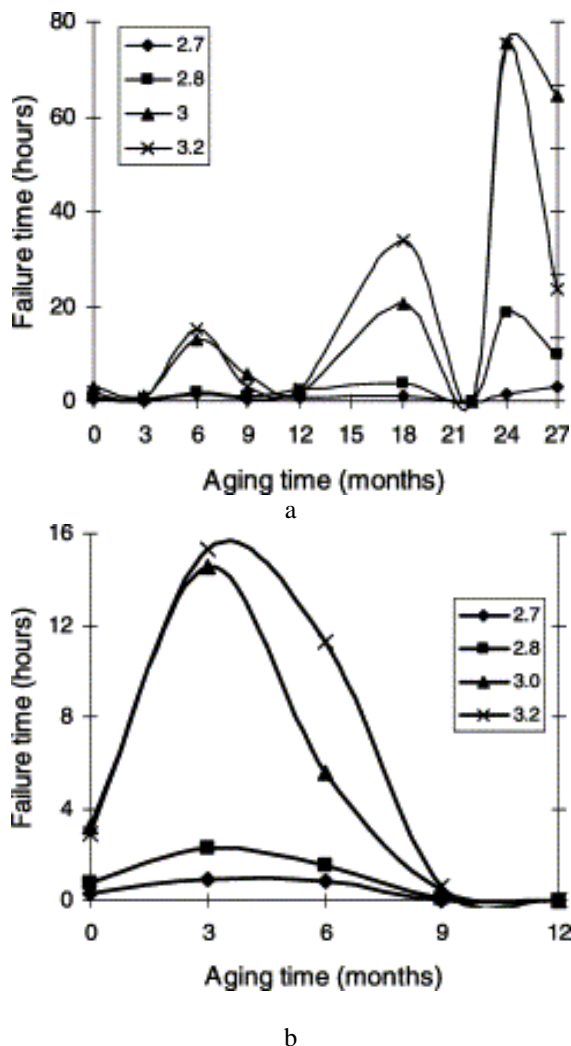 80
60
40
20
0
Failure time (hours)
2.7
2.8
3
3.2
0 3 6 9 12 15 18 21 24 27
Aging time (months)
a
16
12
8
4
0
Failure time (hours)
2.7
2.8
3.0
3.2
0 3 6 9 12
Aging time (months)
b